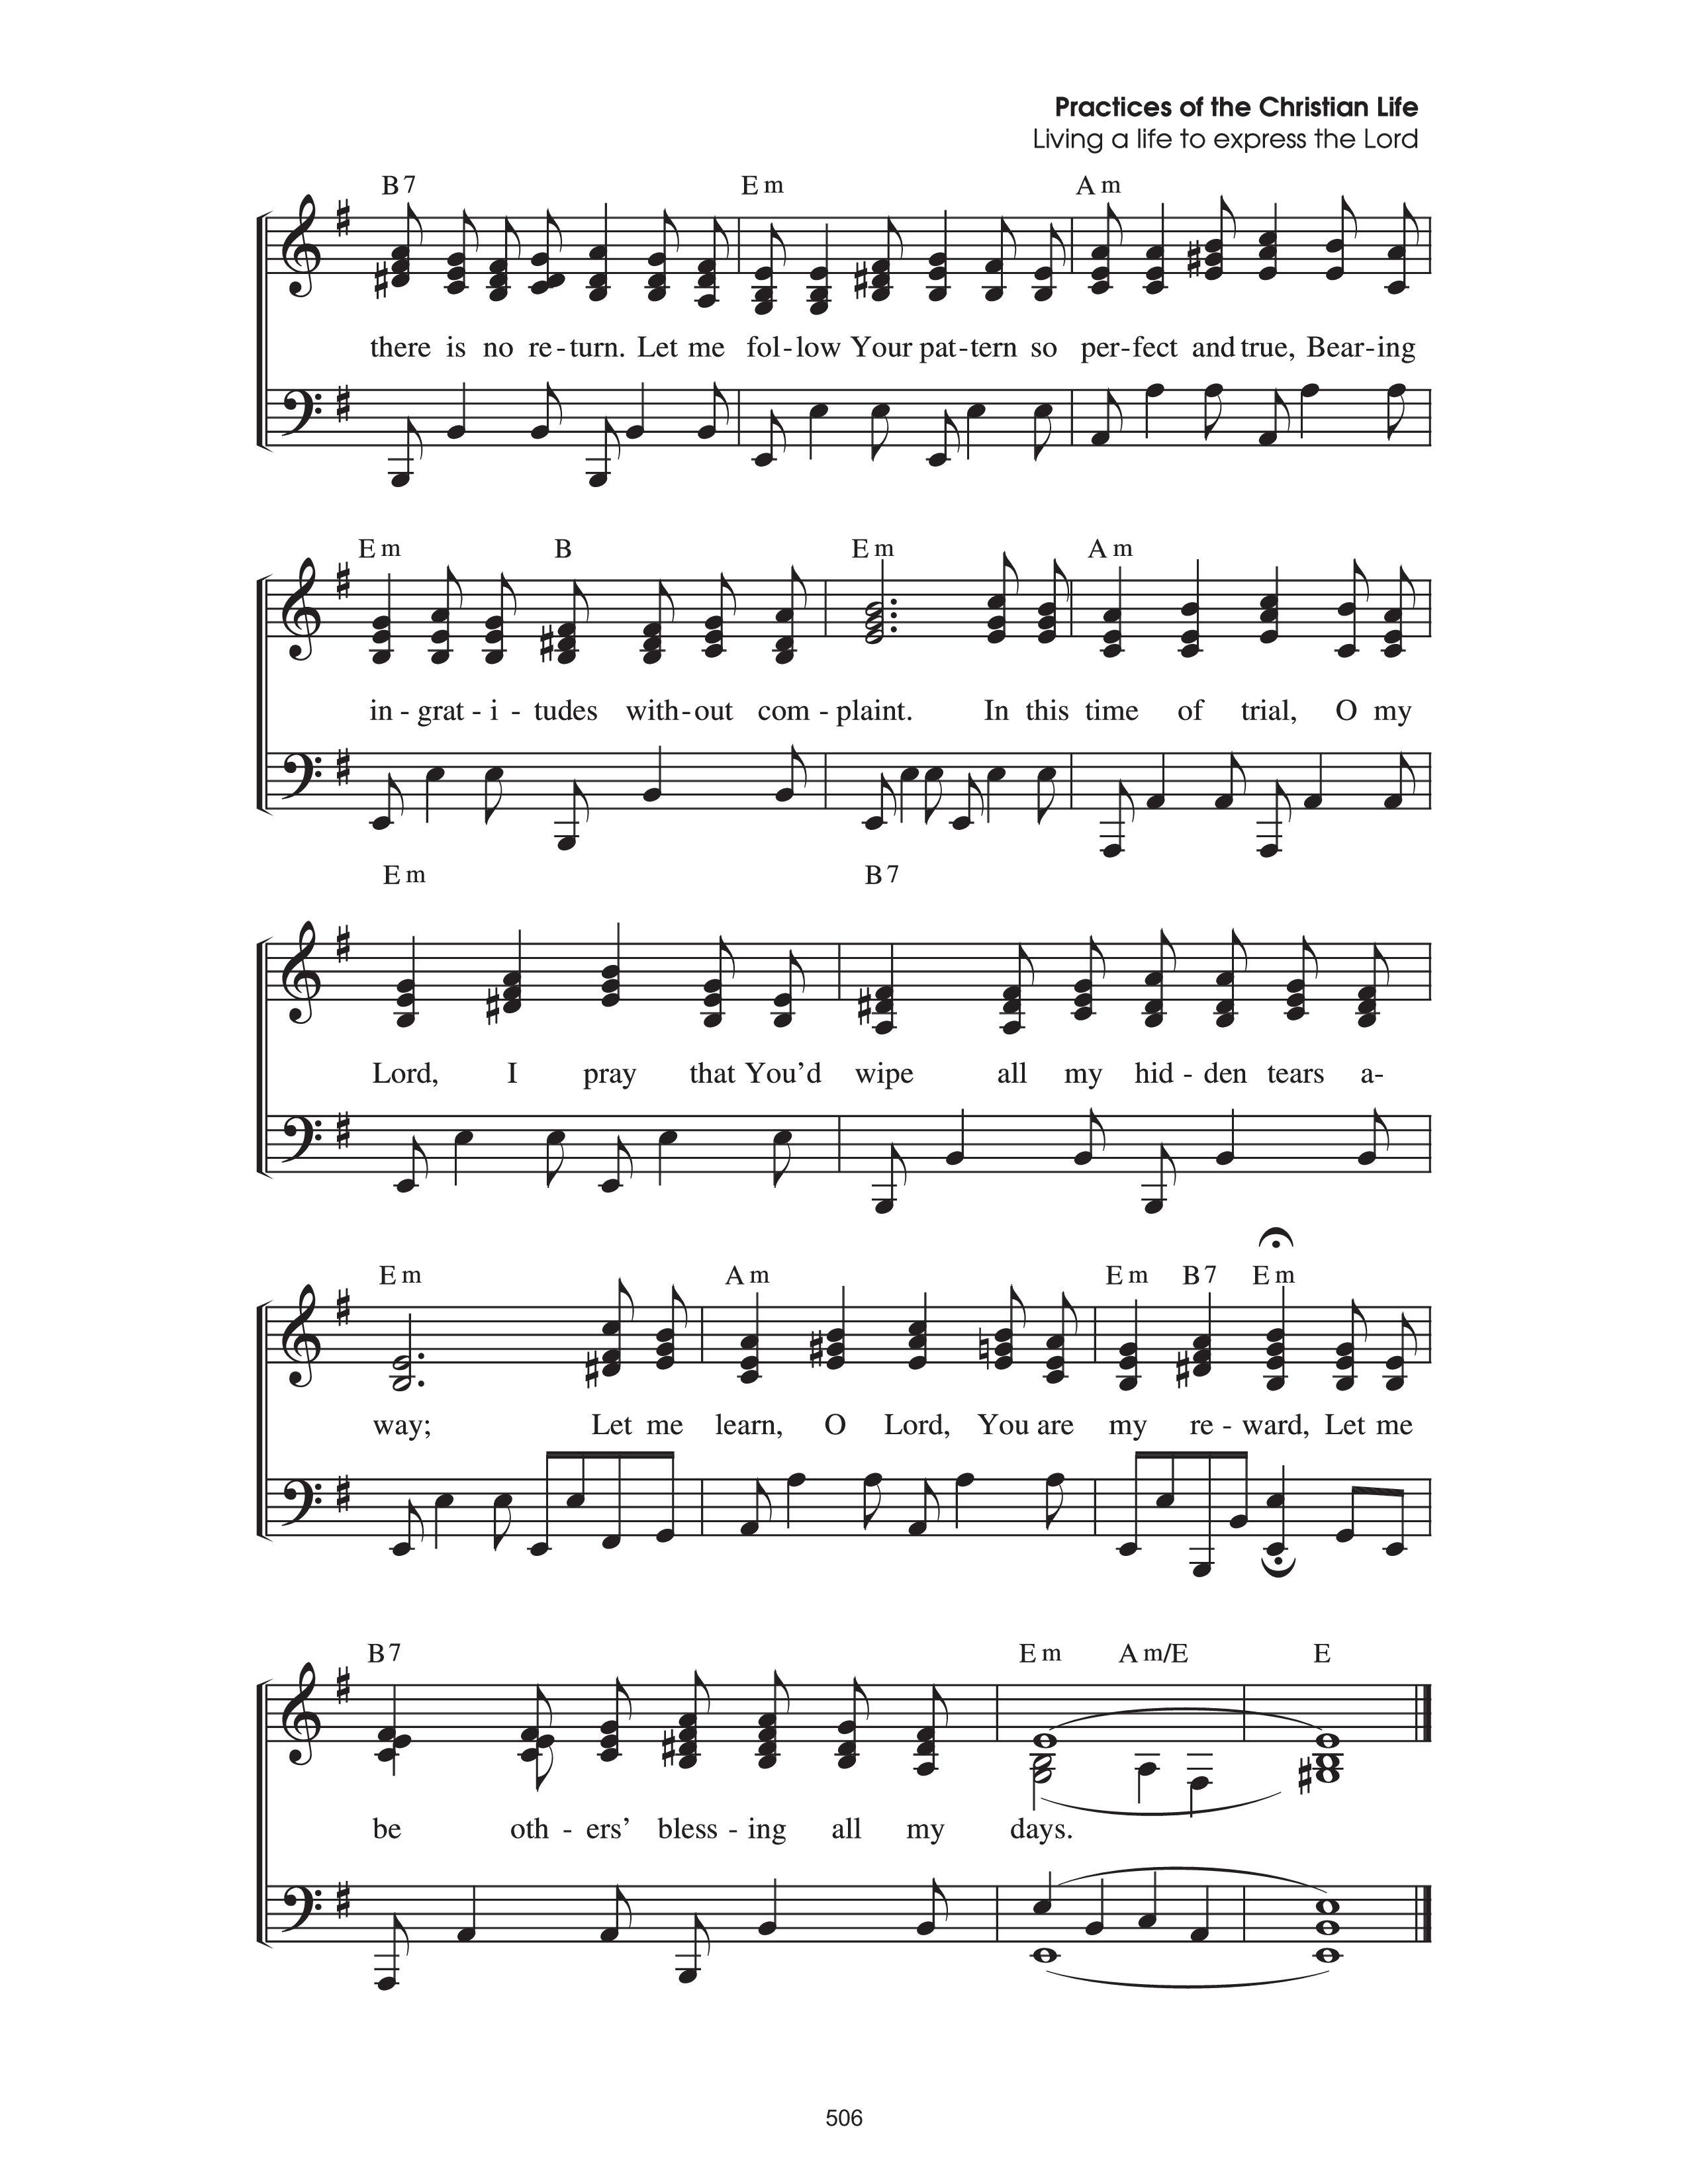 Practices of the Christian Life
Living a life to express the Lord
B7 Em Am
there is no re-turn. Let me fol-low Your pat-tern so per-fect and true, Bear-ing
Em B Em Am
in - grat - i - tudes with-out com - plaint. In this time of trial, O my
Em B7
Lord, I pray that You’d wipe all my hid - den tears a-
Em Am Em B7 Em
way; Let me learn, O Lord, You are my re - ward, Let me
B7 Em Am/E E
be oth - ers’ bless - ing all my days.
506